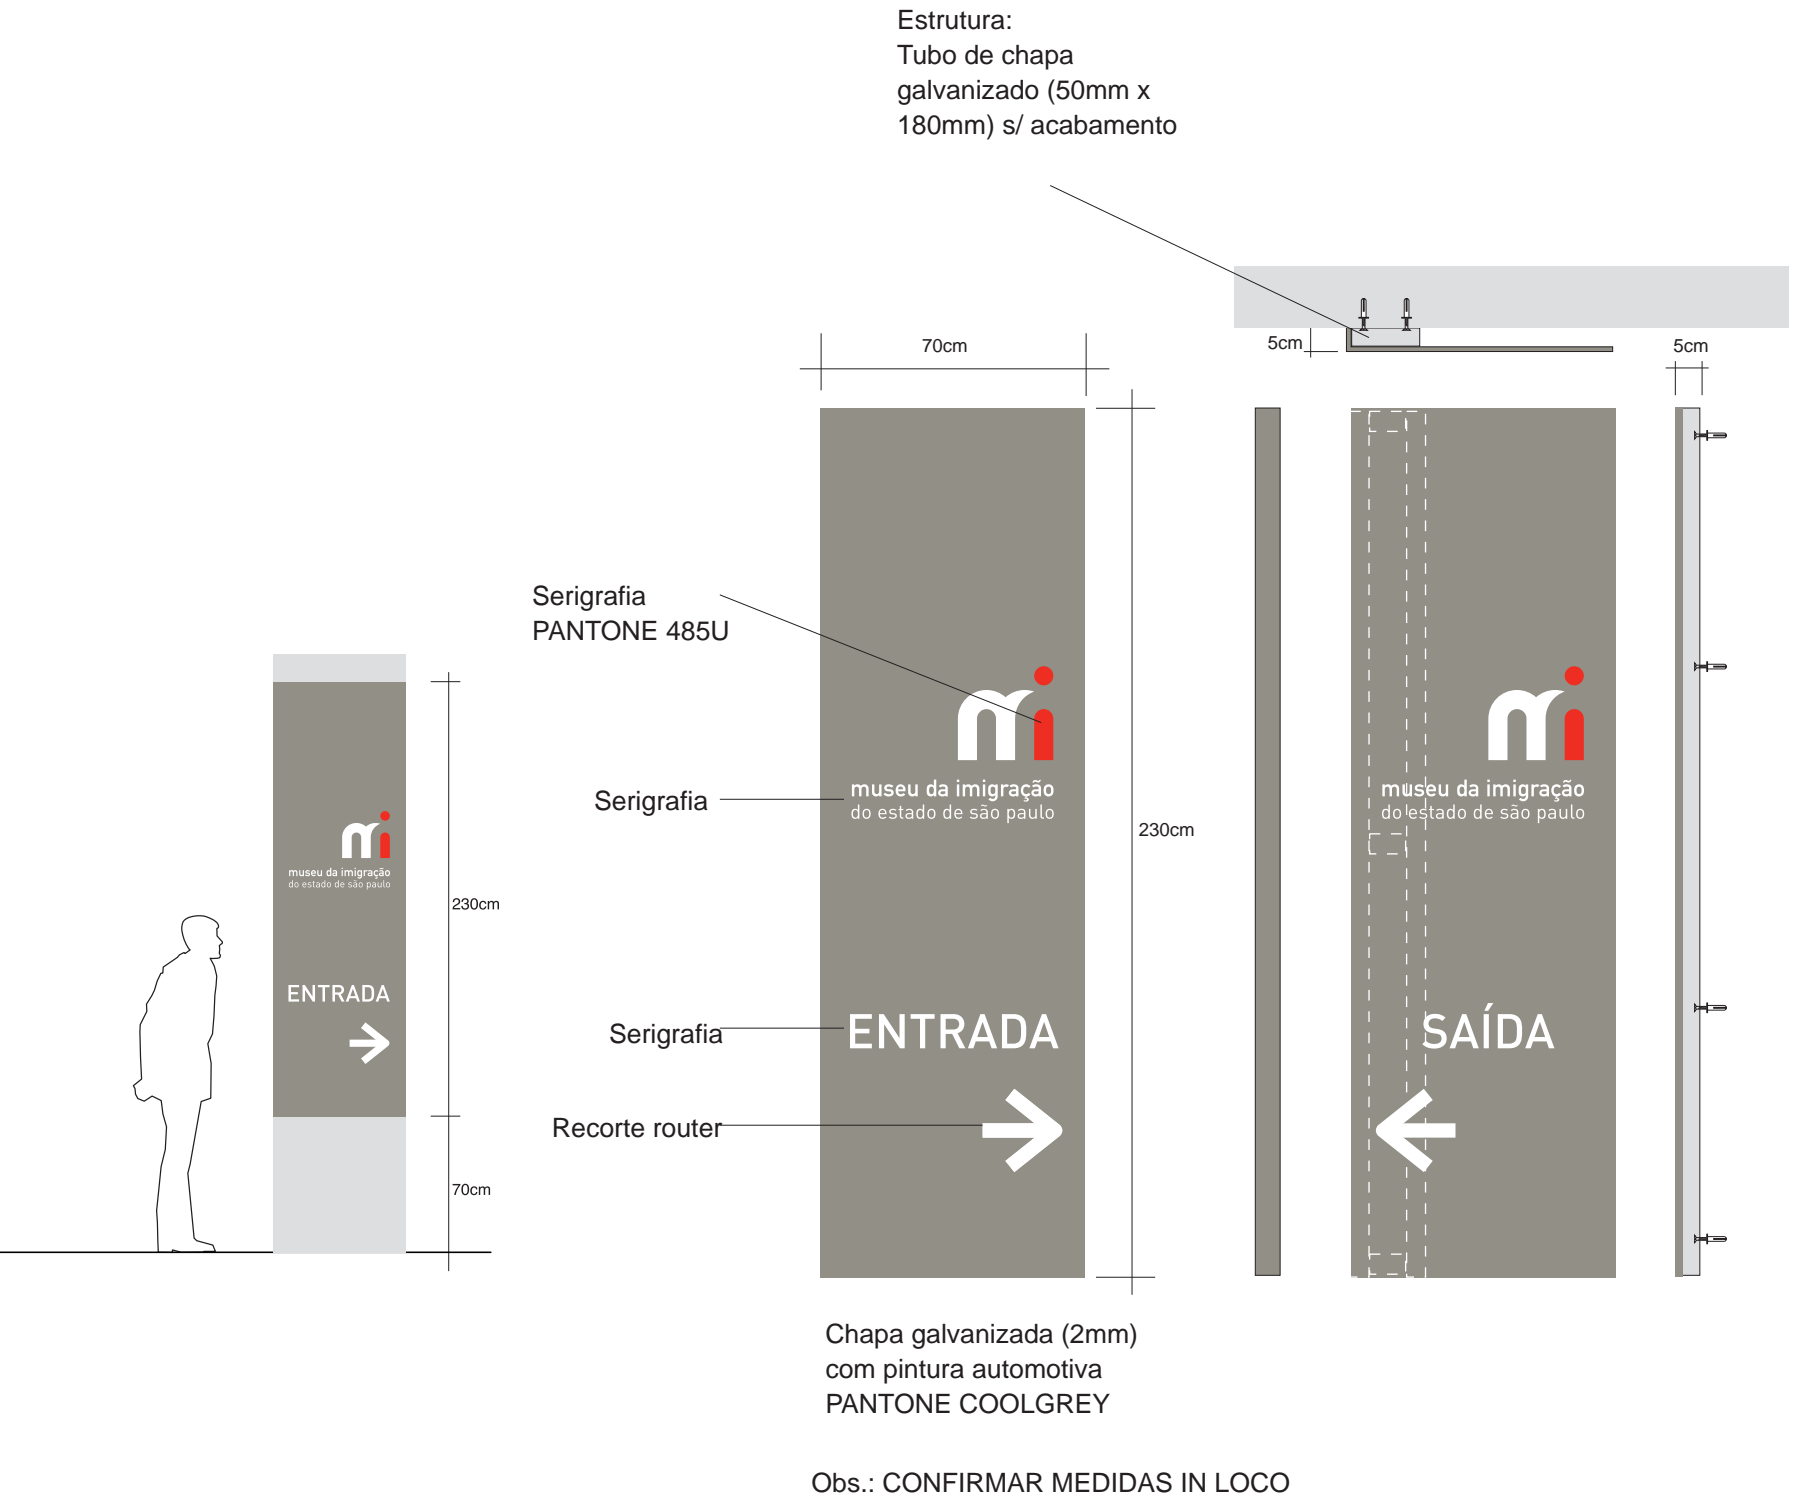 Estrutura:
Tubo de chapa
galvanizado (50mm x
180mm) s/ acabamento
70cm
5cm
5cm
Serigrafia
PANTONE 485U
mi
museu da imigração
do estado de são paulo
Serigrafia
230cm
ENTRADA
Serigrafia
Recorte router
mi
museu da imigração
do estado de são paulo
SAÍDA
mi
museu da imigração
do estado de são paulo
ENTRADA
230cm
70cm
Chapa galvanizada (2mm)
com pintura automotiva
PANTONE COOLGREY
Obs.: CONFIRMAR MEDIDAS IN LOCO